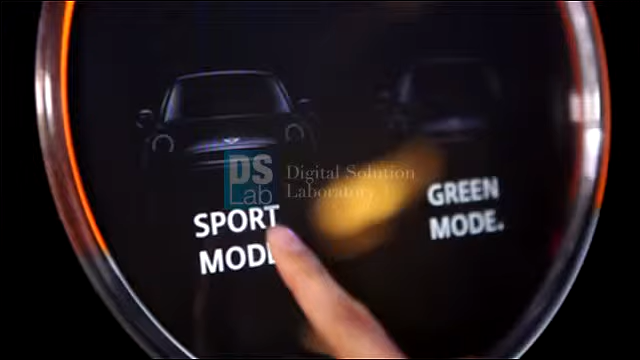 DS
Lab
Digital Solution
Laboratory
SPORT
MODE
GREEN
MODE.